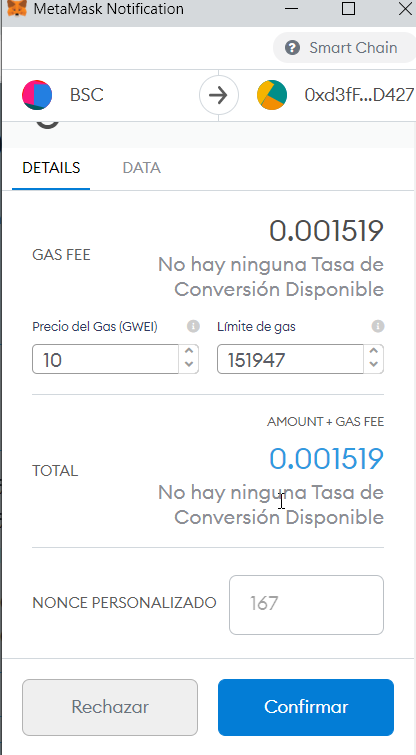 MetaMask Notification
Smart Chain
BSC
0xd3fF...D427
DETAILS
DATA
GAS FEE
0.001519
No hay ninguna Tasa de
Conversión Disponible
Precio del Gas (GWEI)
Límite de gas
10
151947
AMOUNT + GAS FEE
TOTAL
0.001519
No hay ninguna Tasa de
Conversión Disponible
NONCE PERSONALIZADO
167
Rechazar
Confirmar